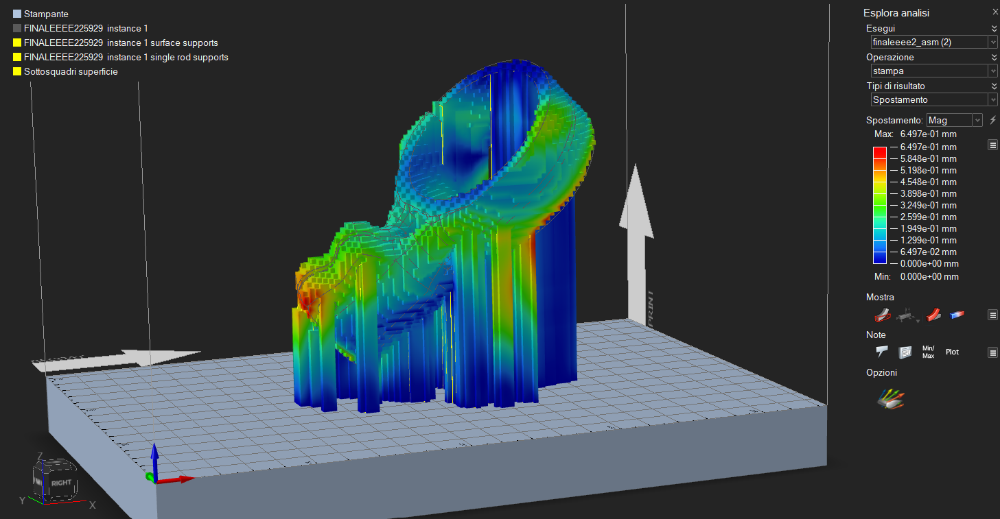 Stampante
FINALEEEE225929 instance 1
FINALEEEE225929 instance 1 surface supports
FINALEEEE225929 instance 1 single rod supports
Sottosquadri superficie
Esplora analisi
Esegui
finaleeee2_asm (2)
Operazione
stampa
Tipi di risultato
Spostamento
Spostamento: Mag
Max: 6.497e-01 mm
6.497e-01 mm
5.848e-01 mm
5.198e-01 mm
4.548e-01 mm
3.898e-01 mm
3.249e-01 mm
2.599e-01 mm
1.949e-01 mm
1.299e-01 mm
6.497e-02 mm
0.000e+00 mm
Min: 0.000e+00 mm
Mostra
Note
Min/
Max
Plot
Opzioni
PRINT
Z
RIGHT
Y
X